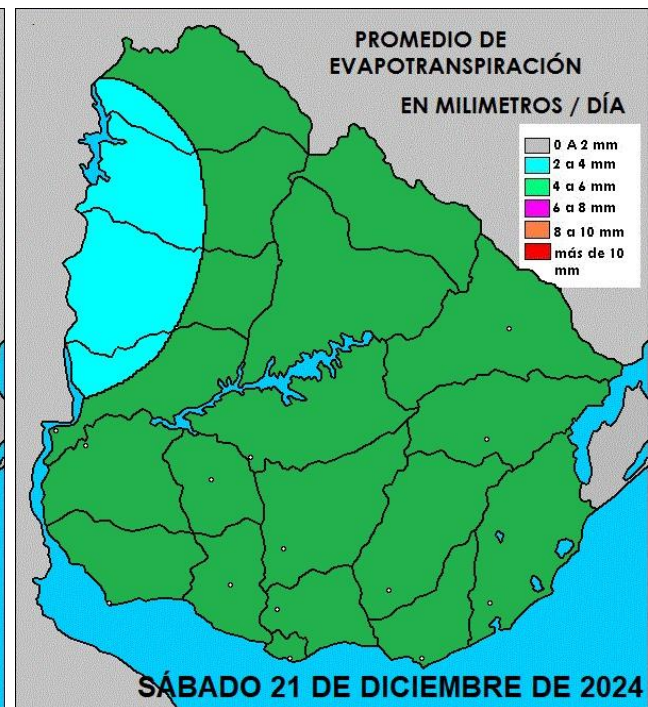 PROMEDIO DE
EVAPOTRANSPIRACIÓN
EN MILIMETROS / DÍA
0 A 2 mm
2 a 4 mm
4 a 6 mm
6 a 8 mm
8 a 10 mm
más de 10
mm
SÁBADO 21 DE DICIEMBRE DE 2024